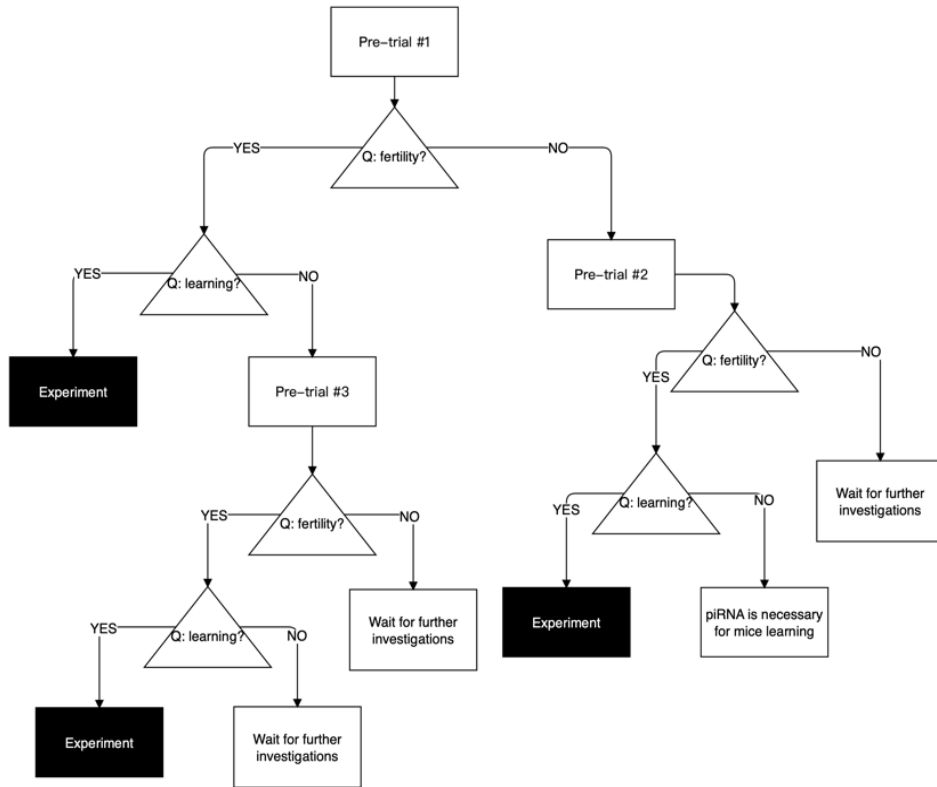 Pre-trial #1
Q: fertility?
YES
NO
Q: learning?
YES
NO
Pre-trial #2
Q: fertility?
YES
NO
Experiment
Pre-trial #3
Q: learning?
YES
NO
Wait for further
investigations
Q: fertility?
YES
NO
Experiment
piRNA is necessary
for mice learning
Q: learning?
YES
NO
Wait for further
investigations
Experiment
Wait for further
investigations